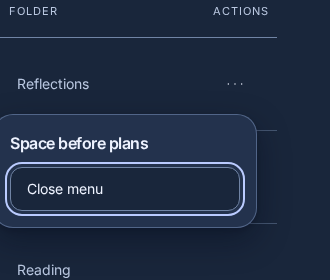 FOLDER ACTIONS
Reflections ...
Space before plans
Close menu
Reading